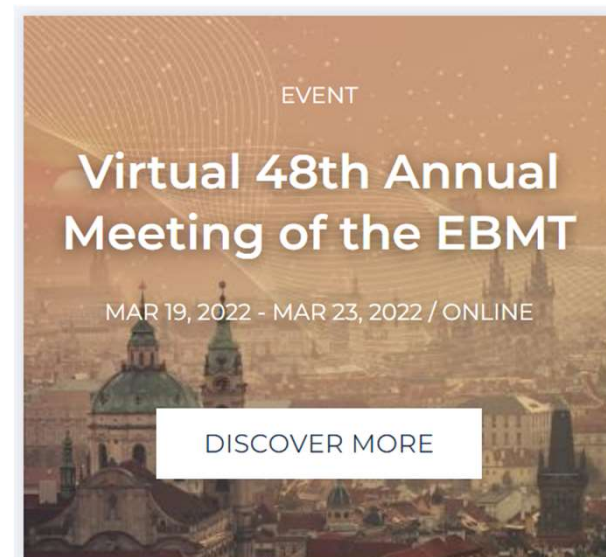 EVENT
Virtual 48th Annual
Meeting of the EBMT
MAR 19, 2022 - MAR 23, 2022 / ONLINE
DISCOVER MORE